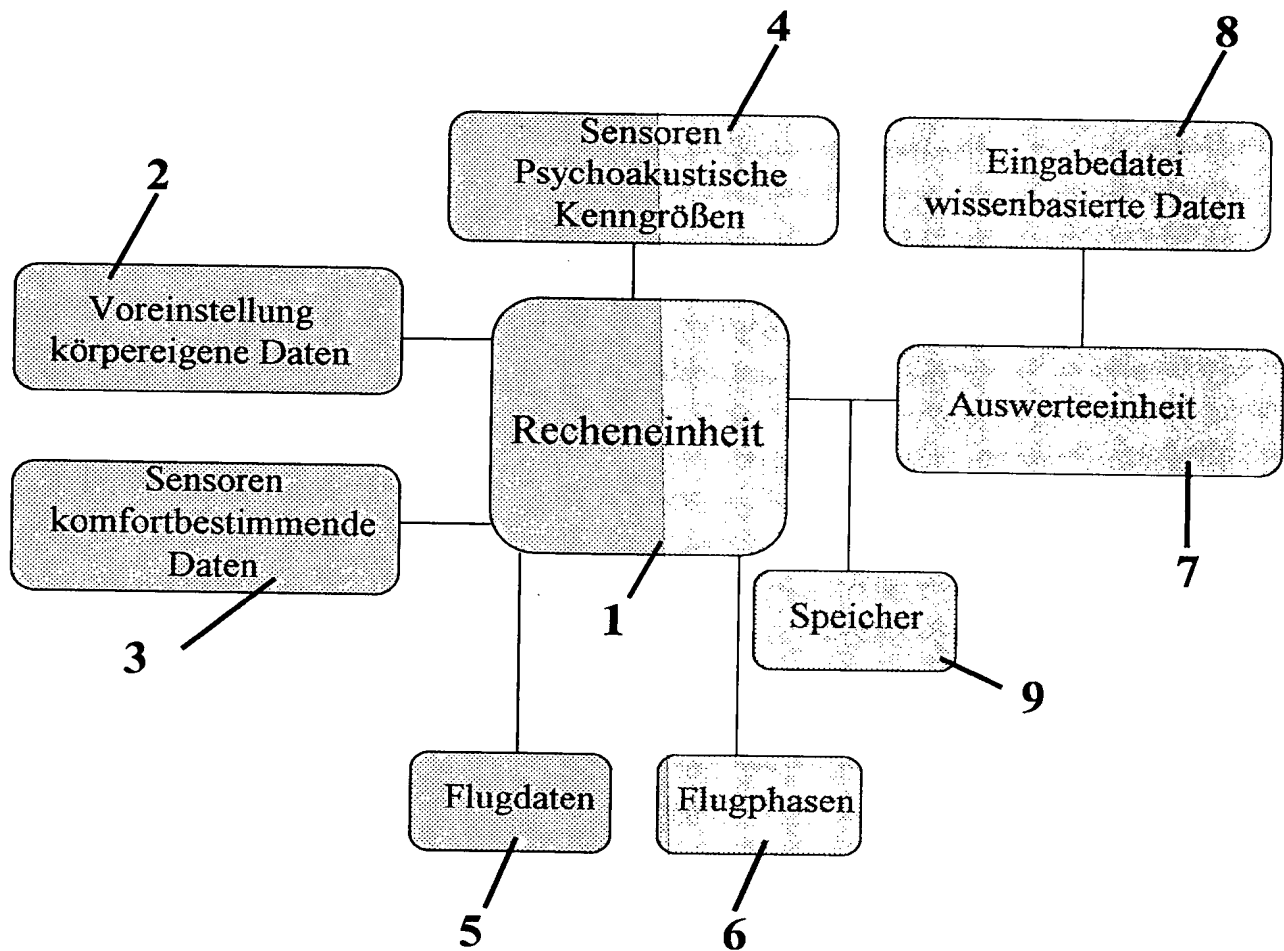 4
8
Sensoren
Psychoakustische
Kenngrößen
Eingabedatei
wissenbasierte Daten
2
Voreinstellung
körpereigene Daten
Recheneinheit
Auswerteeinheit
Sensoren
komfortbestimmende
Daten
7
1
Speicher
3
9
Flugdaten
Flugphasen
5
6